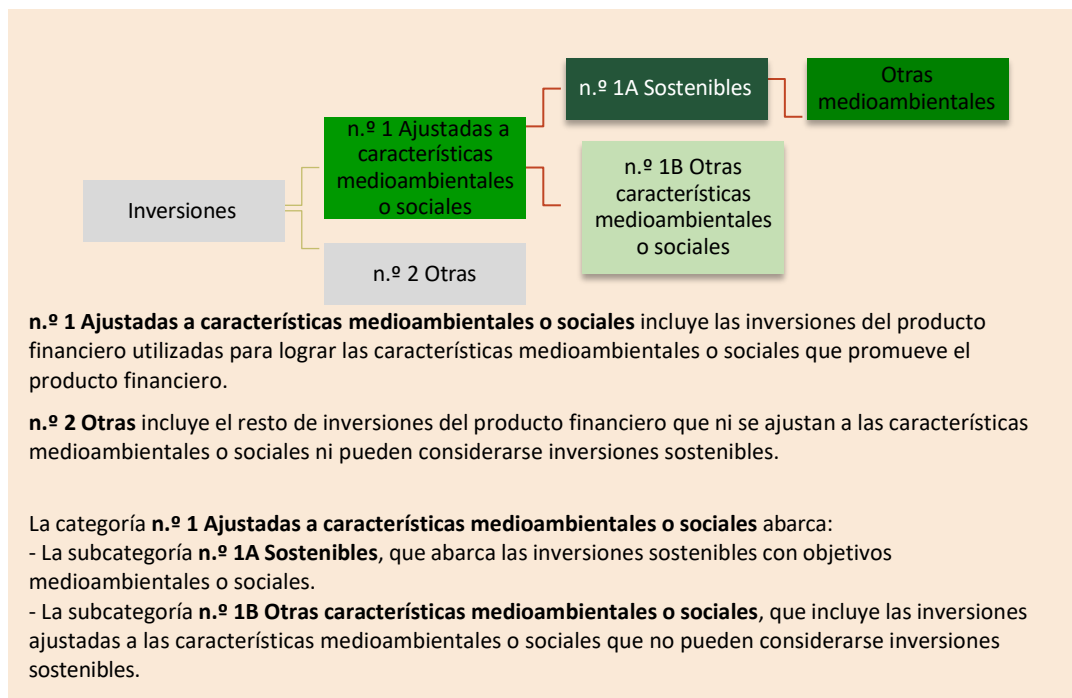 n.º 1A Sostenibles
Otras
medioambientales
n.º 1 Ajustadas a
características
medioambientales
o sociales
n.º 1B Otras
características
medioambientales
o sociales
Inversiones
n.º 2 Otras
n.º 1 Ajustadas a características medioambientales o sociales incluye las inversiones del producto
financiero utilizadas para lograr las características medioambientales o sociales que promueve el
producto financiero.
n.º 2 Otras incluye el resto de inversiones del producto financiero que ni se ajustan a las características
medioambientales o sociales ni pueden considerarse inversiones sostenibles.
La categoría n.º 1 Ajustadas a características medioambientales o sociales abarca:
- La subcategoría n.º 1A Sostenibles, que abarca las inversiones sostenibles con objetivos
medioambientales o sociales.
- La subcategoría n.º 1B Otras características medioambientales o sociales, que incluye las inversiones
ajustadas a las características medioambientales o sociales que no pueden considerarse inversiones
sostenibles.